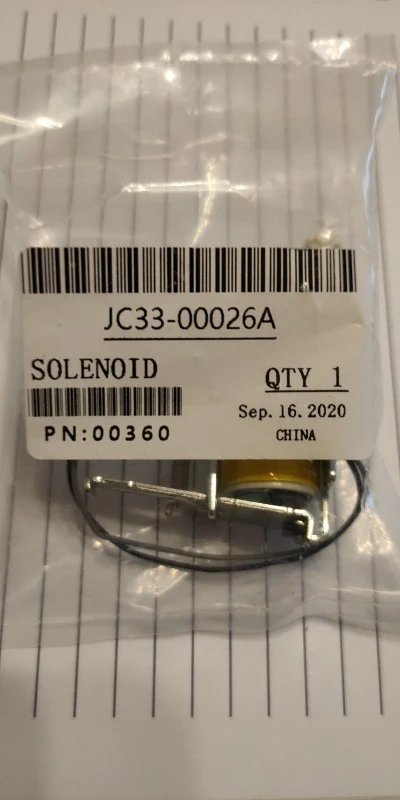 JC33-00026A
SOLENOID
QTY 1
Sep.16.2020
PN:00360
CHINA